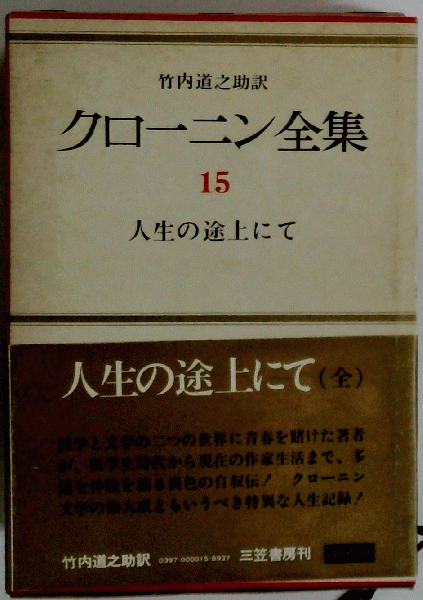 竹内道之助訳
クローニン全集
15
人生の途上にて
人生の途上にて(全)
医学と文学の二つの世界に青春を賭けた著者
が、医学生時代から現在の作家生活まで、多
を語る異色の自叙伝! クローニン
文学の集大成ともいうべき特異な人生記録!
竹内道之助訳 0397-000015-8937 三笠書房刊